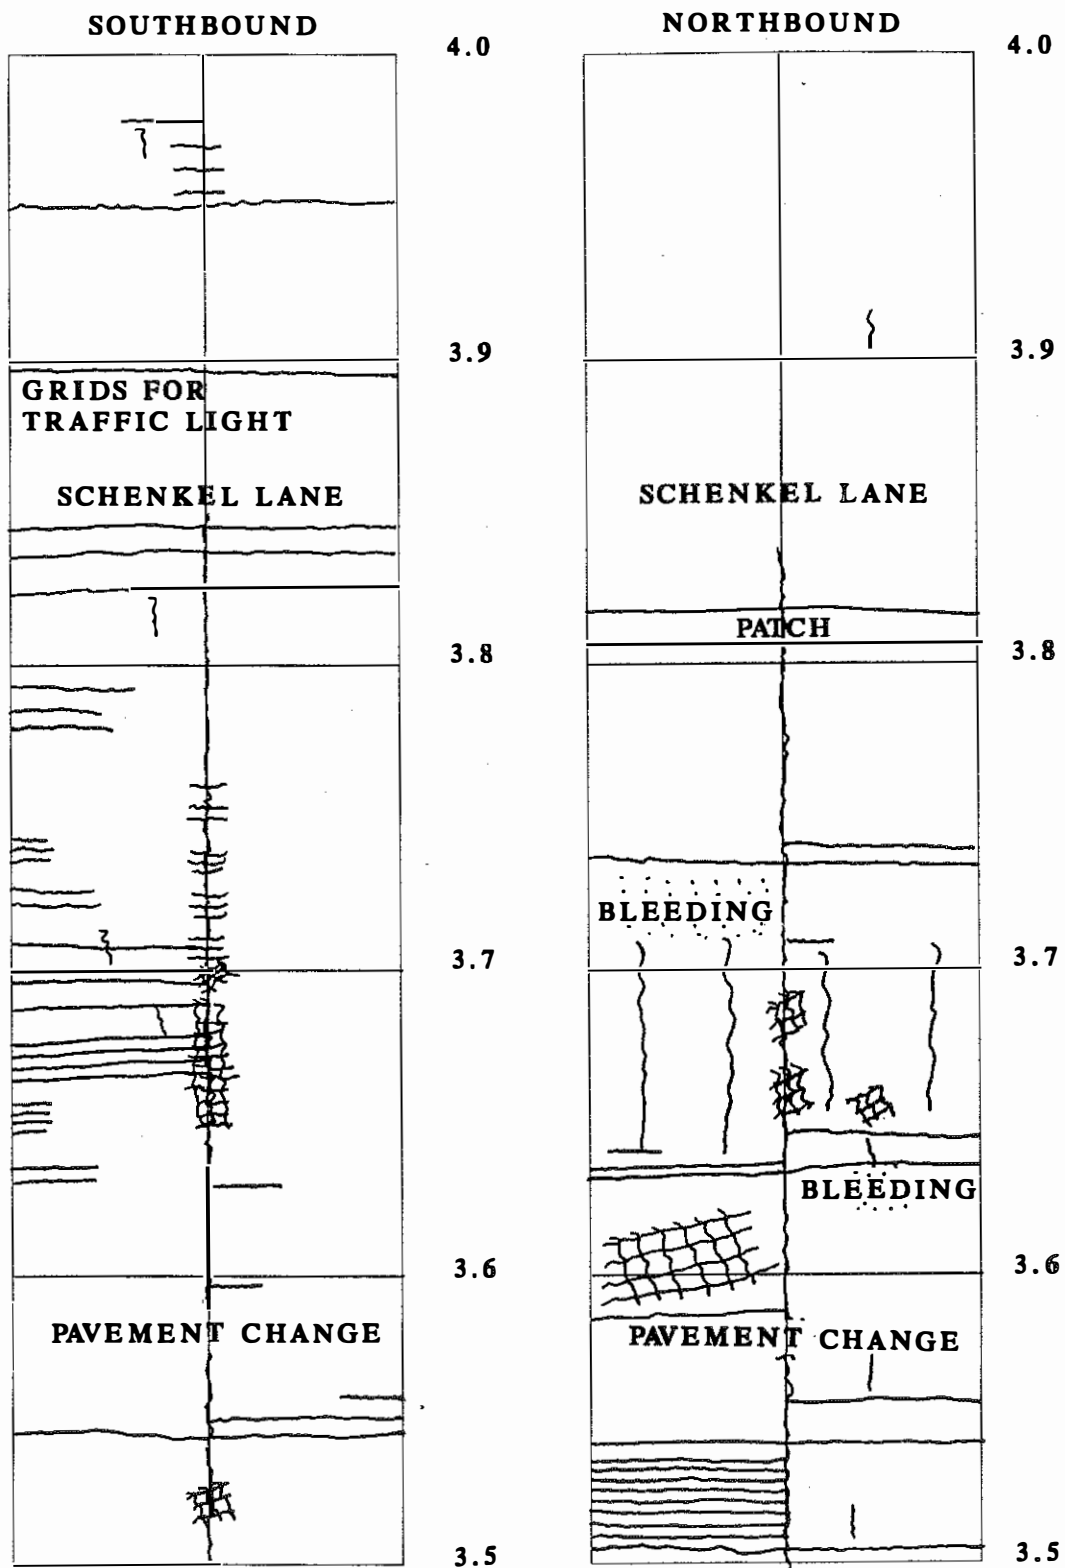 SOUTHBOUND
4.0
3.9
GRIDS FOR
TRAFFIC LIGHT
SCHENKEL LANE
3.8
3.7
3.6
PAVEMENT CHANGE
3.5
NORTHBOUND
4.0
3.9
SCHENKEL LANE
PATCH
3.8
BLEEDING
3.7
BLEEDING
3.6
PAVEMENT CHANGE
3.5